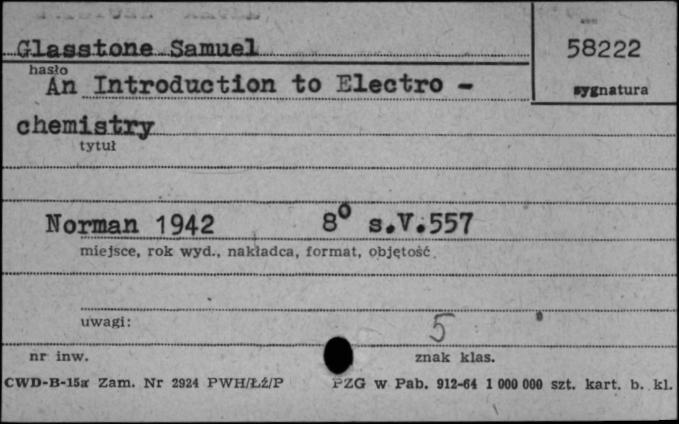 Glasstone Samuel
58222
hasło
sygnatura
An Introduction to Electro -
chemistry
tytuł
Norman 1942 8° s.V.557
miejsce, rok wyd., nakładca, format, objętość
uwagi:
5
nr inw.
znak klas.
CWD-B-15a Zam. Nr 2924 PWH/ŁŹ/P PZG w Pab. 912-64 1 000 000 szt. kart. b. kl.